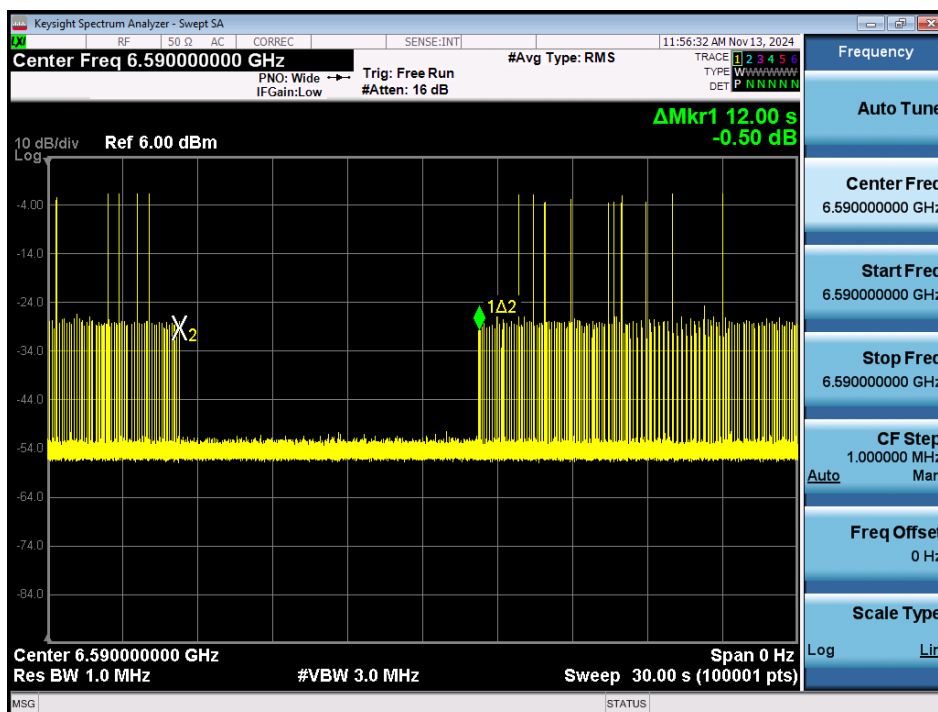 Keysight Spectrum Analyzer - Swept SA
LXI RF 50 Ω AC CORREC SENSE:INT 11:56:32 AM Nov 13, 2024
Center Freq 6.590000000 GHz
PNO: Wide
IFGain:Low
Trig: Free Run
#Atten: 16 dB
#Avg Type: RMS
TRACE 1 2 3 4 5 6
TYPE WWWWWW
DET P N N N N N
ΔMkr1 12.00 s
-0.50 dB
10 dB/div Ref 6.00 dBm
Log
-4.00
-14.0
-24.0
-34.0
-44.0
-54.0
-64.0
-74.0
-84.0
X2
1Δ2
Center 6.590000000 GHz Span 0 Hz
Res BW 1.0 MHz #VBW 3.0 MHz Sweep 30.00 s (100001 pts)
MSG STATUS
Frequency
Auto Tune
Center Freq
6.590000000 GHz
Start Freq
6.590000000 GHz
Stop Freq
6.590000000 GHz
CF Step
1.000000 MHz
Auto Man
Freq Offset
0 Hz
Scale Type
Log Lin